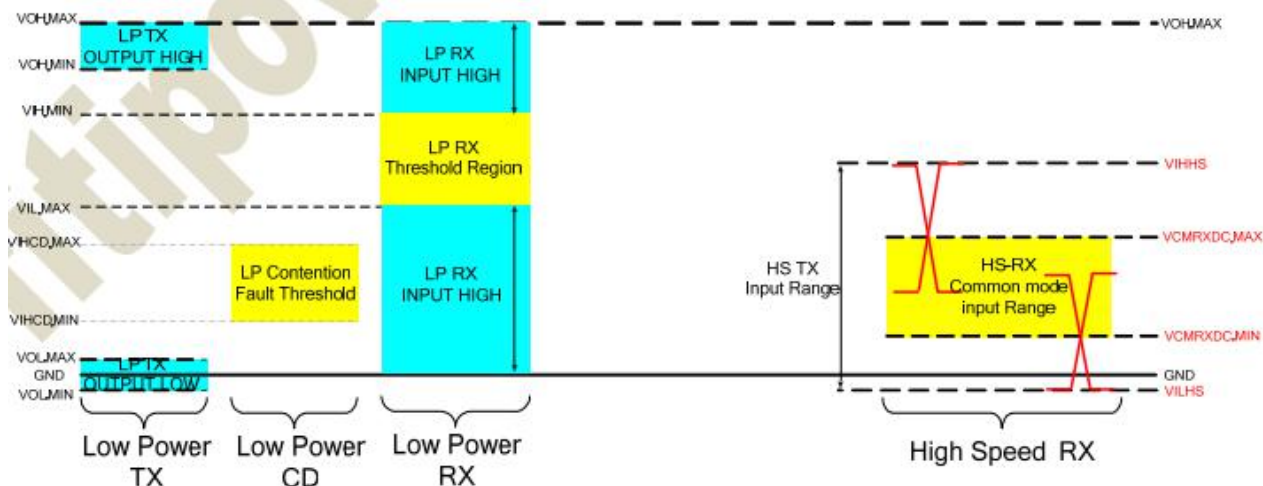 VOH,MAX
LP TX
OUTPUT HIGH
VOH,MIN
VIH,MIN
VIL,MAX
VIHCD,MAX
VIHCD,MIN
VOL,MAX
GND
VOL,MIN
LP TX
OUTPUT LOW
LP Contention
Fault Threshold
LP RX
INPUT HIGH
LP RX
Threshold Region
LP RX
INPUT HIGH
HS TX
Input Range
HS-RX
Common mode
input Range
VOH,MAX
VIHHS
VCMRXDC,MAX
VCMRXDC,MIN
GND
VILHS
Low Power
TX
Low Power
CD
Low Power
RX
High Speed RX